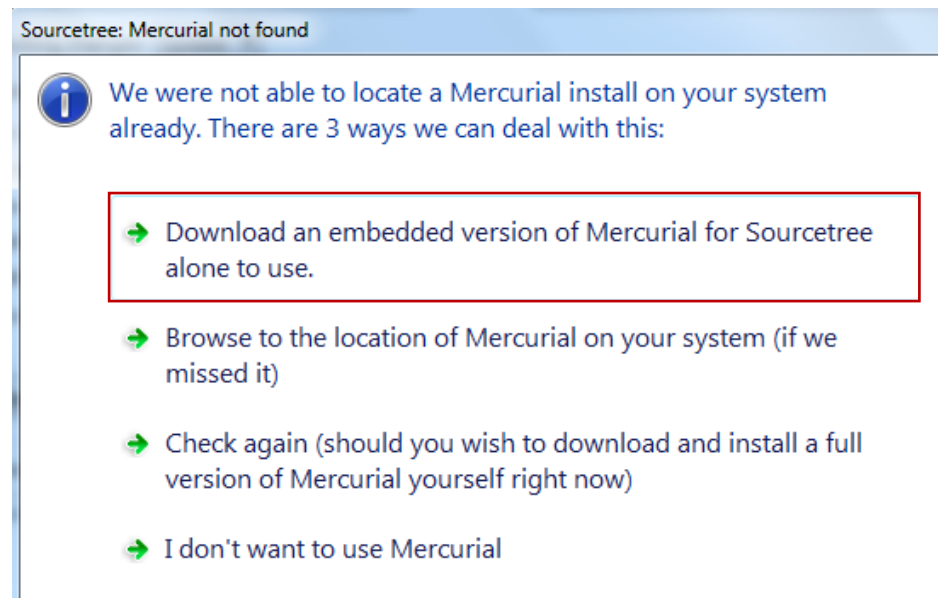 Sourcetree: Mercurial not found
We were not able to locate a Mercurial install on your system
already. There are 3 ways we can deal with this:
Download an embedded version of Mercurial for Sourcetree
alone to use.
Browse to the location of Mercurial on your system (if we
missed it)
Check again (should you wish to download and install a full
version of Mercurial yourself right now)
I don't want to use Mercurial